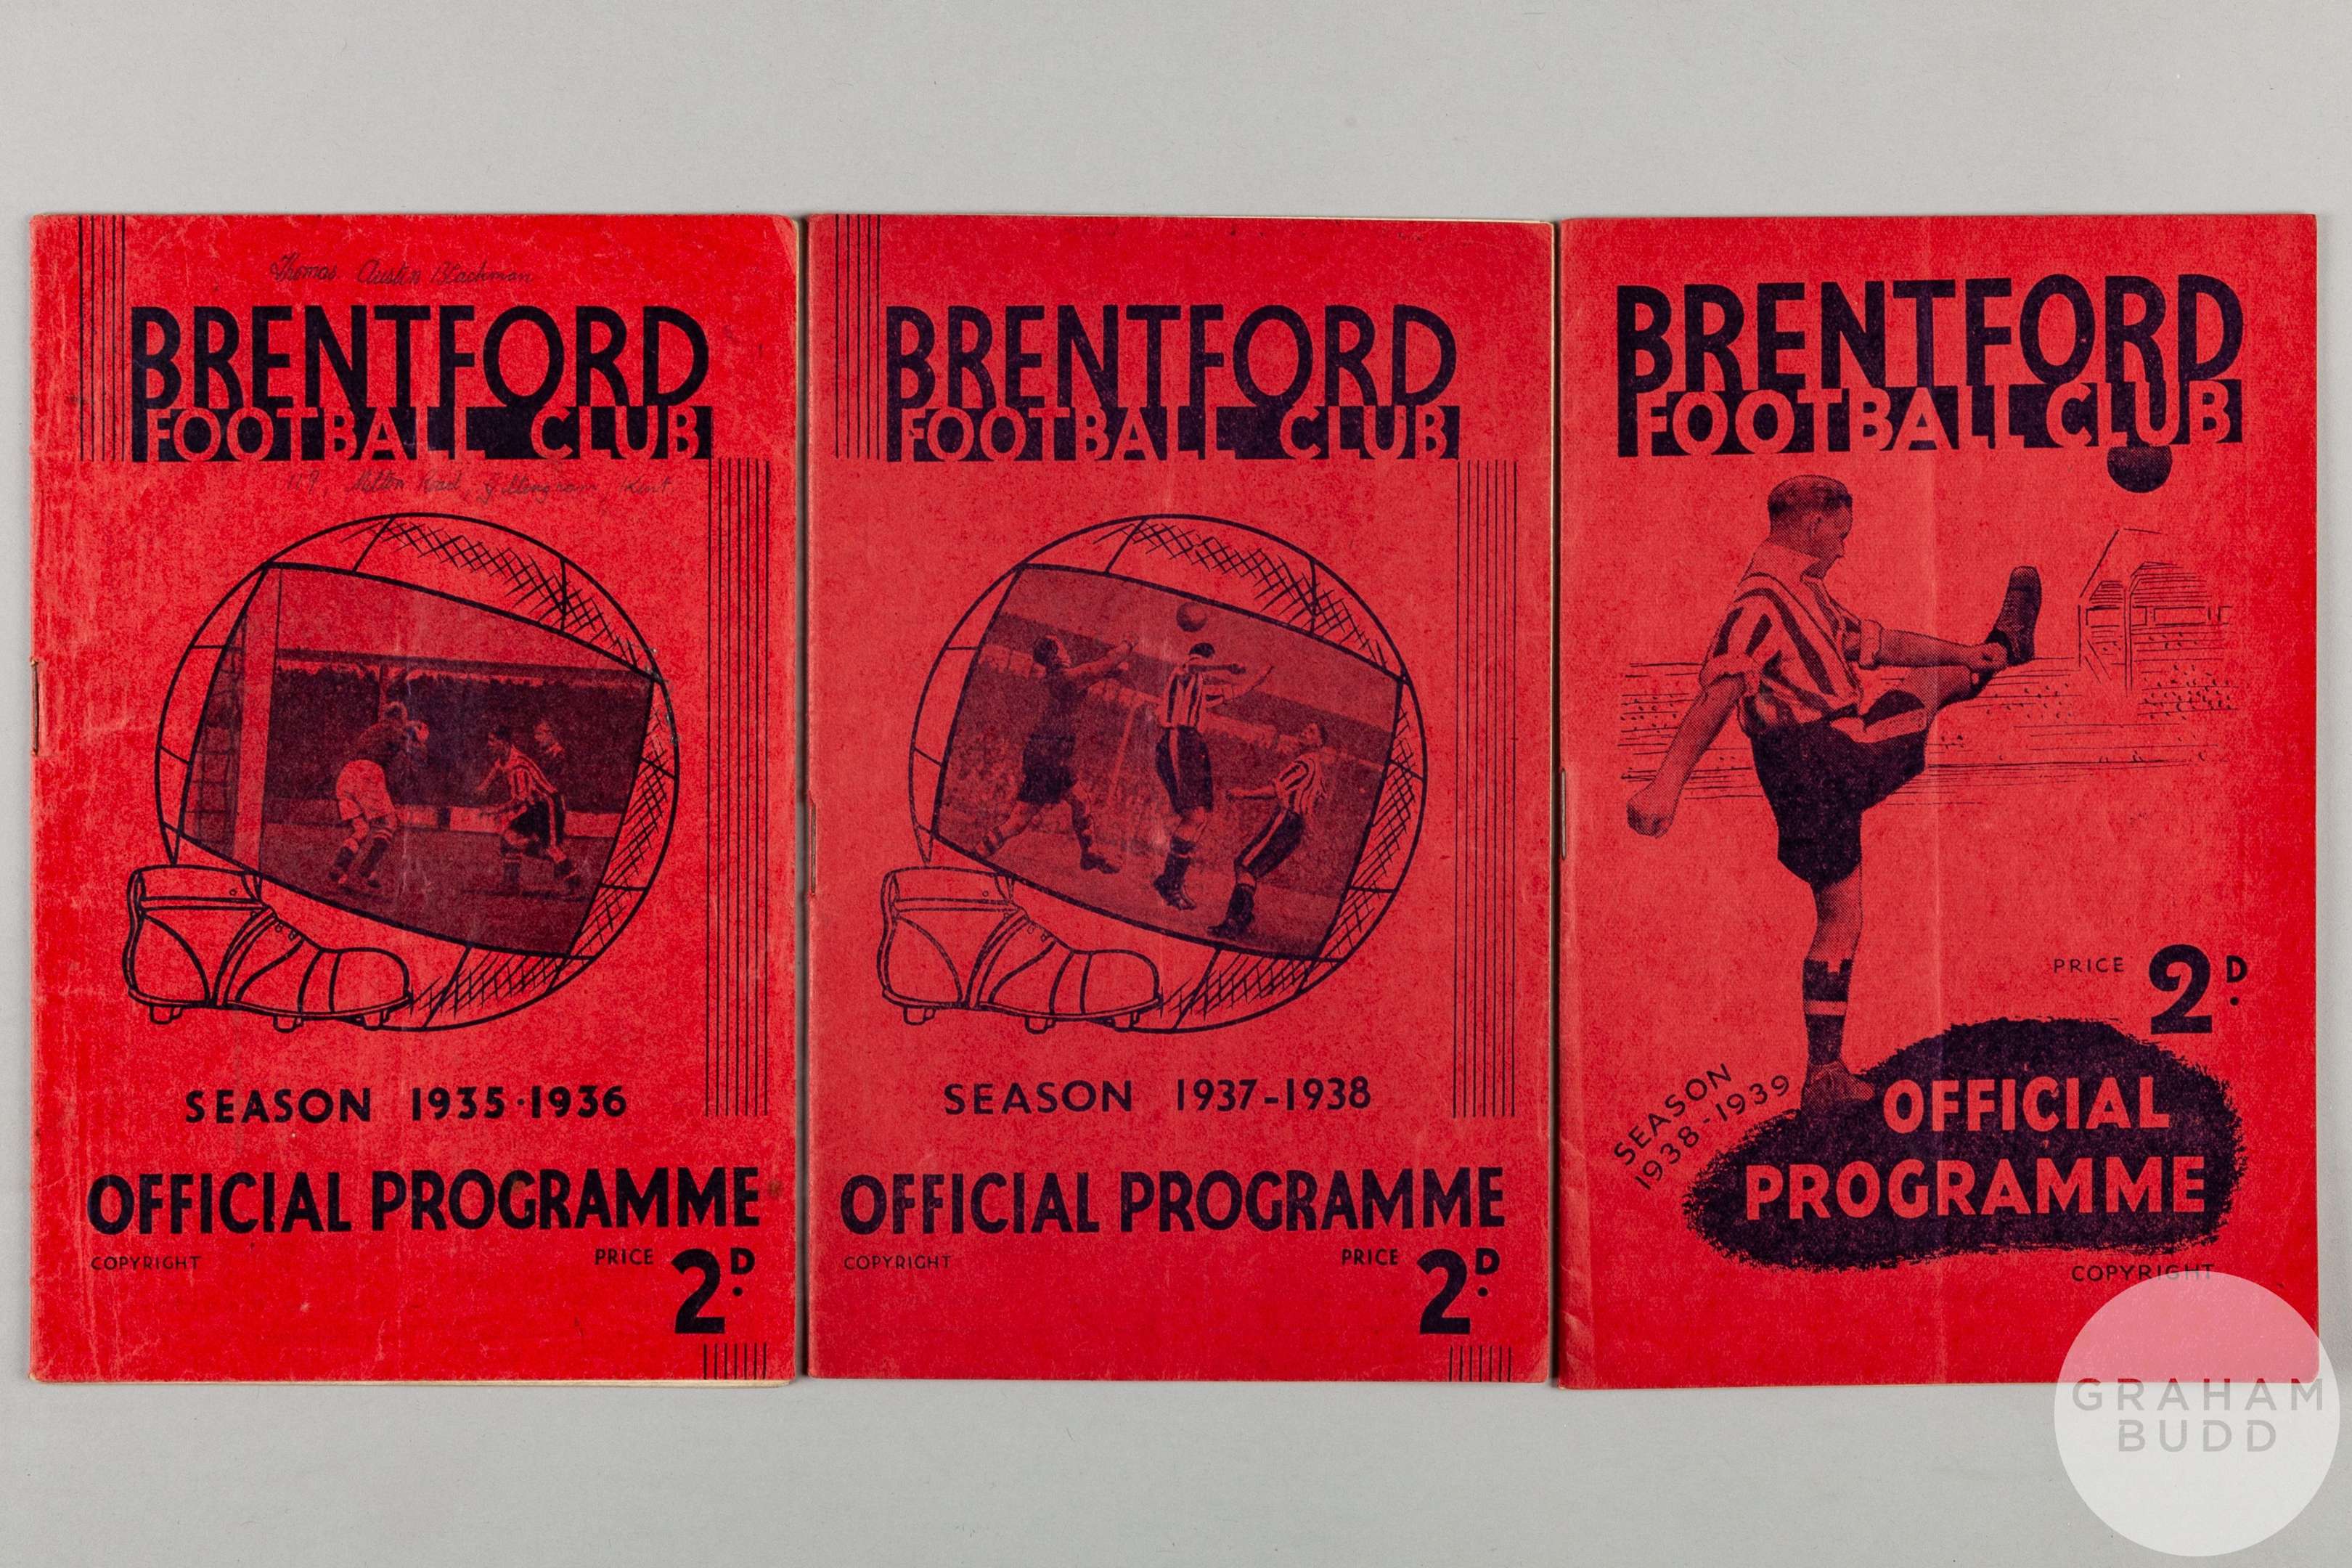 Thomas Austin Blachman
BRENTFORD
FOOTBALL CLUB
119, Milton Road, Gillingham, Kent
SEASON 1935-1936
OFFICIAL PROGRAMME
COPYRIGHT
PRICE 2D.
BRENTFORD
FOOTBALL CLUB
SEASON 1937-1938
OFFICIAL PROGRAMME
COPYRIGHT
PRICE 2D.
BRENTFORD
FOOTBALL CLUB
PRICE 2D.
SEASON
1938-1939
OFFICIAL
PROGRAMME
COPYRIGHT
GRAHAM
BUDD